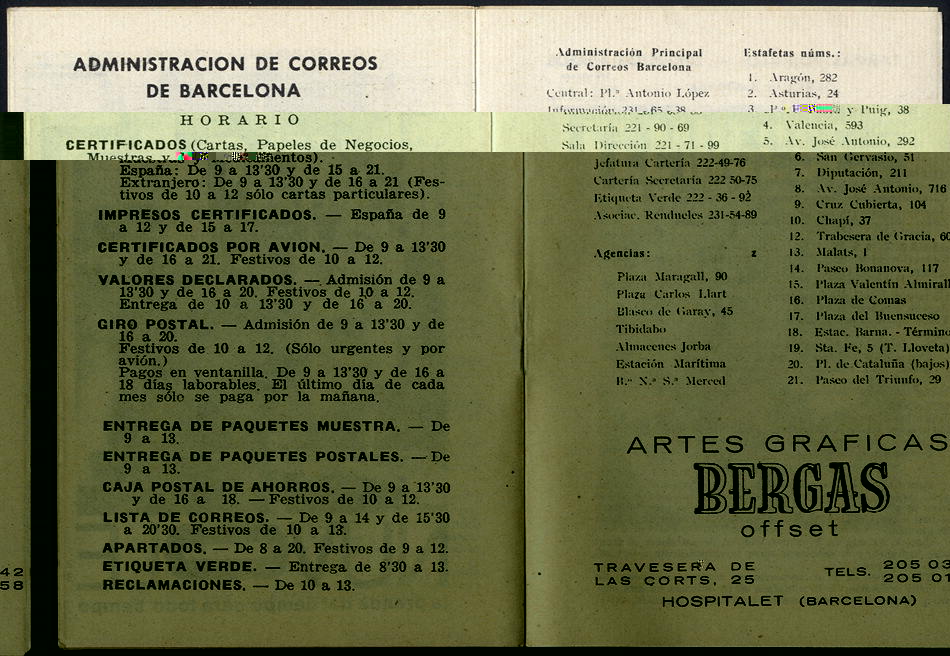 ADMINISTRACION DE CORREOS
DE BARCELONA
HORARIO
CERTIFICADOS (Cartas, Papeles de Negocios,
Muestras y
España: De 9 a 13'30 y de 15 a 21.
Extranjero: De 9 a 13'30 y de 16 a 21 (Fes-
tivos de 10 a 12 sólo cartas particulares).
IMPRESOS CERTIFICADOS. — España de 9
a 12 y de 15 a 17.
CERTIFICADOS POR AVION. — De 9 a 13'30
y de 16 a 21. Festivos de 10 a 12.
VALORES DECLARADOS. — Admisión de 9 a
13'30 y de 16 a 20. Festivos de 10 a 12.
Entrega de 10 a 13'30 y de 16 a 20.
GIRO POSTAL. — Admisión de 9 a 13'30 y de
16 a 20.
Festivos de 10 a 12. (Sólo urgentes y por
avión.)
Pagos en ventanilla. De 9 a 13'30 y de 16 a
18 días laborables. El último día de cada
mes sólo se paga por la mañana.
ENTREGA DE PAQUETES MUESTRA. — De
9 a 13.
ENTREGA DE PAQUETES POSTALES. — De
9 a 13.
CAJA POSTAL DE AHORROS. — De 9 a 13'30
y de 16 a 18. — Festivos de 10 a 12.
LISTA DE CORREOS. — De 9 a 14 y de 15'30
a 20'30. Festivos de 10 a 13.
APARTADOS. — De 8 a 20. Festivos de 9 a 12.
ETIQUETA VERDE. — Entrega de 8'30 a 13.
RECLAMACIONES. — De 10 a 13.
42
58
Administración Principal
de Correos Barcelona
Central: Pl.ª Antonio López
Información 231 - 65 - 38
Secretaría 221 - 90 - 69
Sala Dirección 221 - 71 - 99
Jefatura Cartería 222-49-76
Cartería Secretaría 222 50-75
Etiqueta Verde 222 - 36 - 92
Asociac. Rendueles 231-54-89
Agencias:
Plaza Maragall, 90
Plaza Carlos Llart
Blasco de Garay, 45
Tibidabo
Almacenes Jorba
Estación Marítima
B.ª N.ª S.ª Merced
Estafetas núms.:
1. Aragón, 282
2. Asturias, 24
3. P.º y Puig, 38
4. Valencia, 593
5. Av. José Antonio, 292
6. San Gervasio, 51
7. Diputación, 211
8. Av. José Antonio, 716
9. Cruz Cubierta, 104
10. Chapí, 37
12. Trabesera de Gracia, 60
13. Malats, 1
14. Paseo Bonanova, 117
15. Plaza Valentín Almirall
16. Plaza de Comas
17. Plaza del Buensuceso
18. Estac. Barna. - Término
19. Sta. Fe, 5 (T. Lloveta)
20. Pl. de Cataluña (bajos)
21. Paseo del Triunfo, 29
ARTES GRAFICAS
BERGAS
offset
TRAVESERA DE
LAS CORTS, 25
TELS. 205 03
205 01
HOSPITALET (BARCELONA)